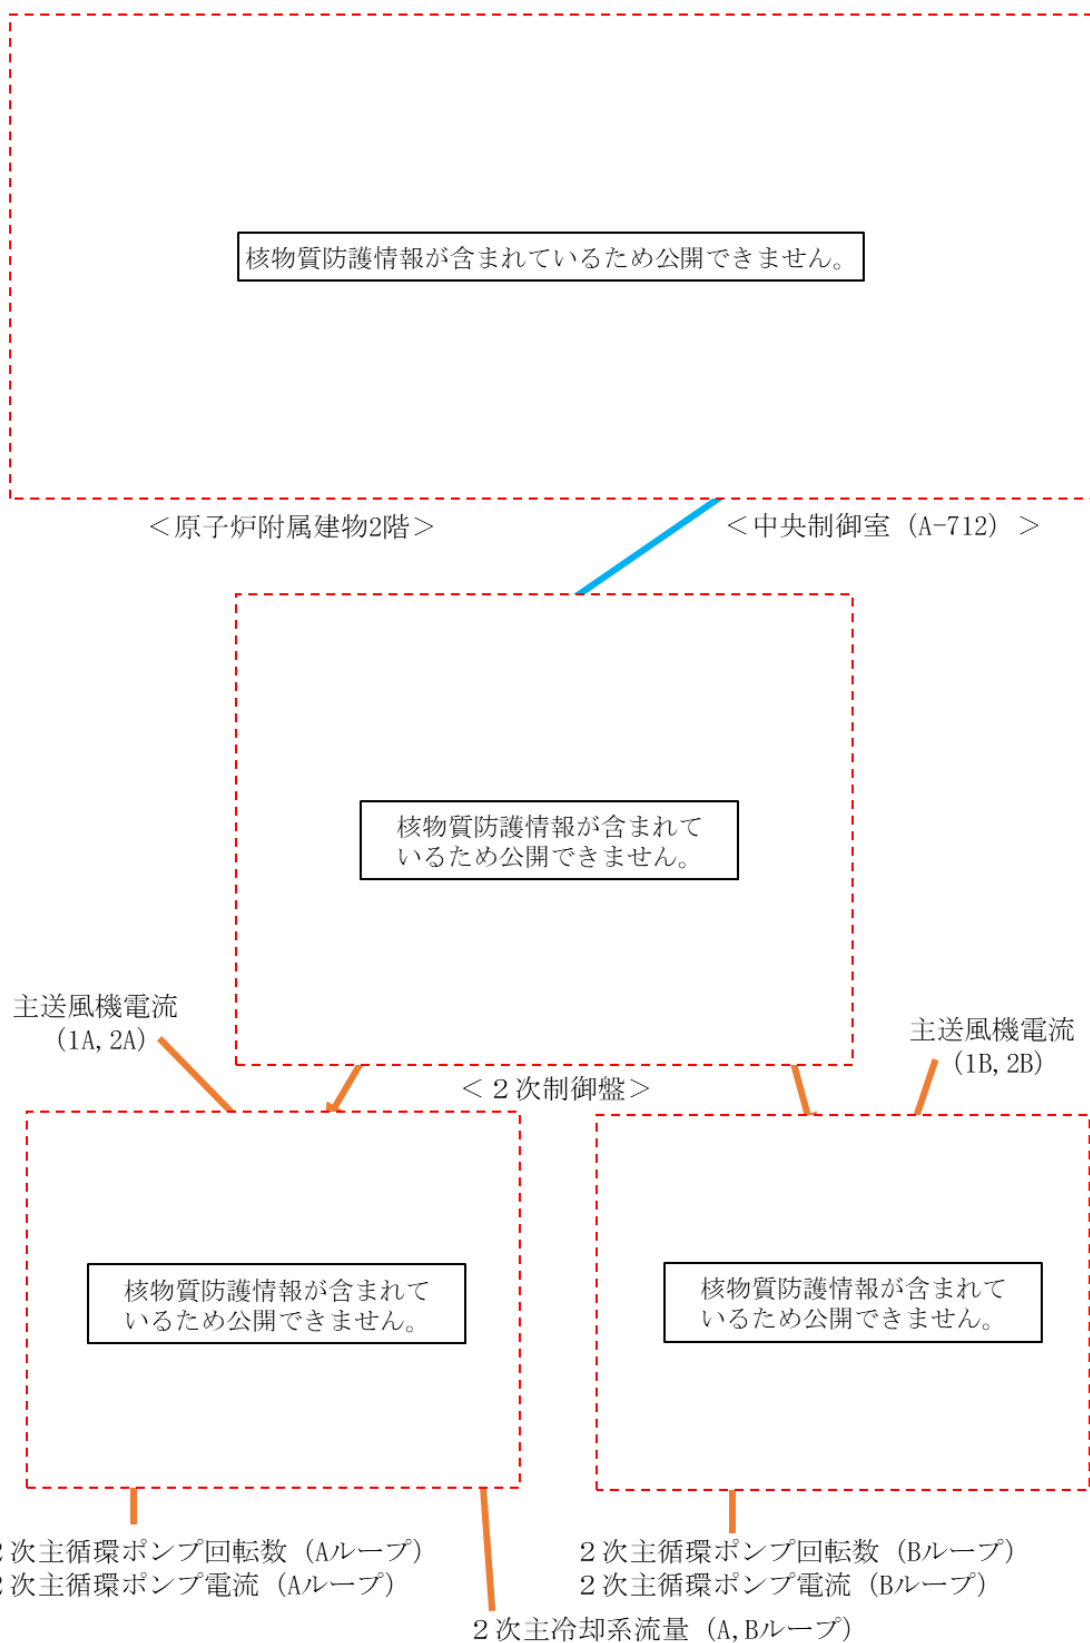 核物質防護情報が含まれているため公開できません。
＜原子炉附属建物2階＞
＜中央制御室（A-712）＞
核物質防護情報が含まれて
いるため公開できません。
主送風機電流
(1A, 2A)
主送風機電流
(1B, 2B)
＜２次制御盤＞
核物質防護情報が含まれて
いるため公開できません。
核物質防護情報が含まれて
いるため公開できません。
２次主循環ポンプ回転数（Aループ）
２次主循環ポンプ電流（Aループ）
２次主循環ポンプ回転数（Bループ）
２次主循環ポンプ電流（Bループ）
２次主冷却系流量（A, Bループ）